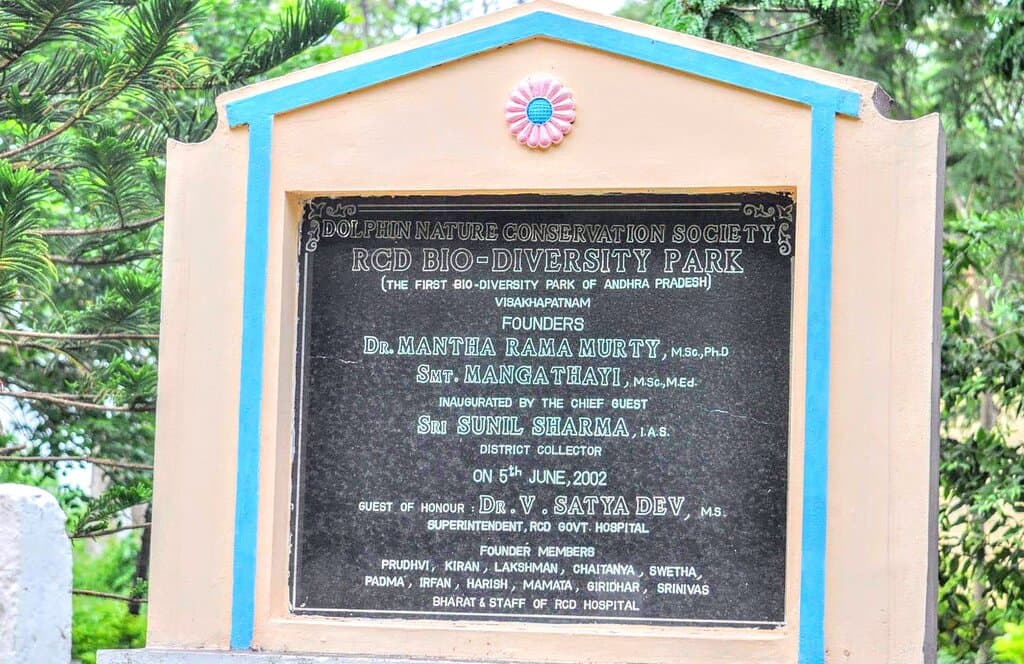 DOLPHIN NATURE CONSERVATION SOCIETY
RCD BIO-DIVERSITY PARK
(THE FIRST BIO-DIVERSITY PARK OF ANDHRA PRADESH)
VISAKHAPATNAM
FOUNDERS
DR. MANTHA RAMA MURTY, M.Sc., Ph.D
SMT. MANGATHAYI, M.Sc., M.Ed.
INAUGURATED BY THE CHIEF GUEST
SRI SUNIL SHARMA, I.A.S.
DISTRICT COLLECTOR
ON 5th JUNE, 2002
GUEST OF HONOUR : DR. V. SATYA DEV, M.S.
SUPERINTENDENT, RCD GOVT. HOSPITAL
FOUNDER MEMBERS
PRUDHVI, KIRAN, LAKSHMAN, CHAITANYA, SWETHA,
PADMA, IRFAN, HARISH, MAMATA, GIRIDHAR, SRINIVAS
BHARAT & STAFF OF RCD HOSPITAL